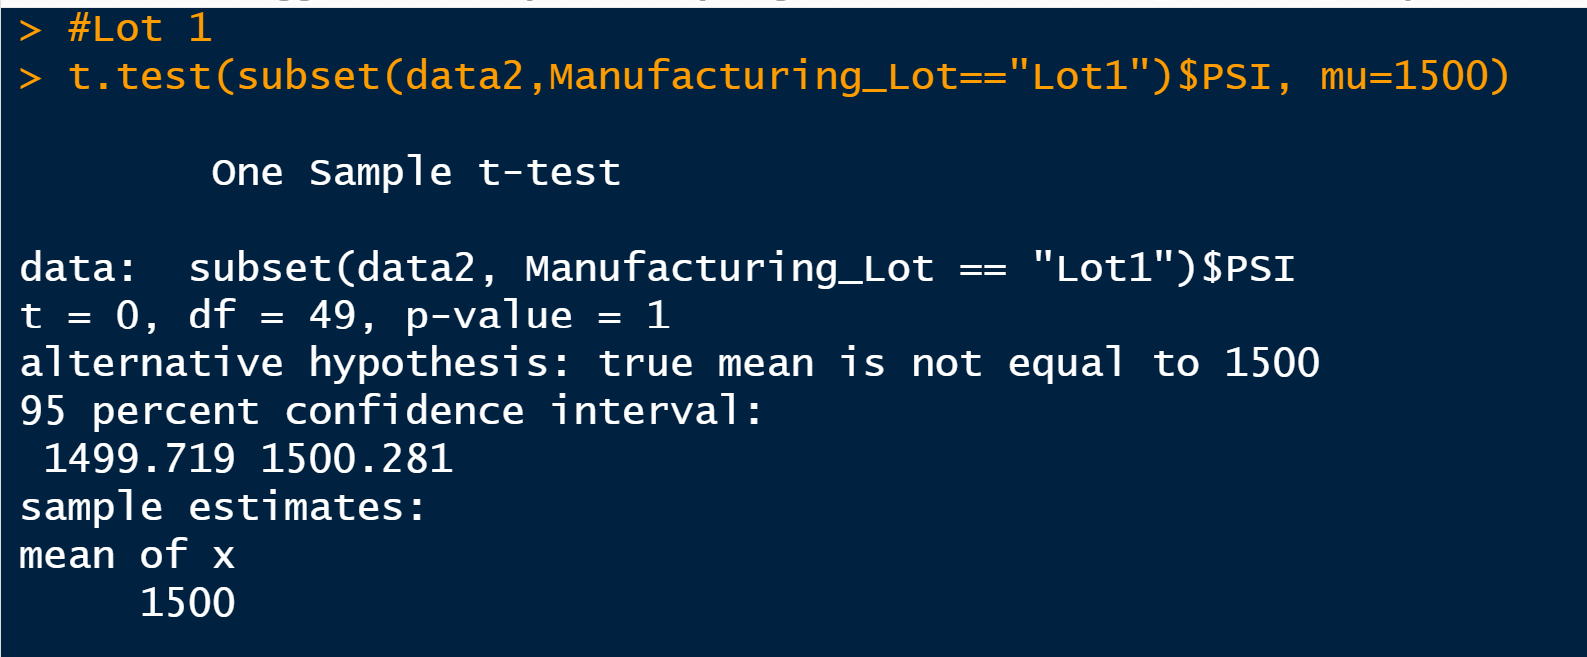 > #Lot 1
> t.test(subset(data2,Manufacturing_Lot=="Lot1")$PSI, mu=1500)
One Sample t-test
data:  subset(data2, Manufacturing_Lot == "Lot1")$PSI
t = 0, df = 49, p-value = 1
alternative hypothesis: true mean is not equal to 1500
95 percent confidence interval:
 1499.719 1500.281
sample estimates:
mean of x
     1500